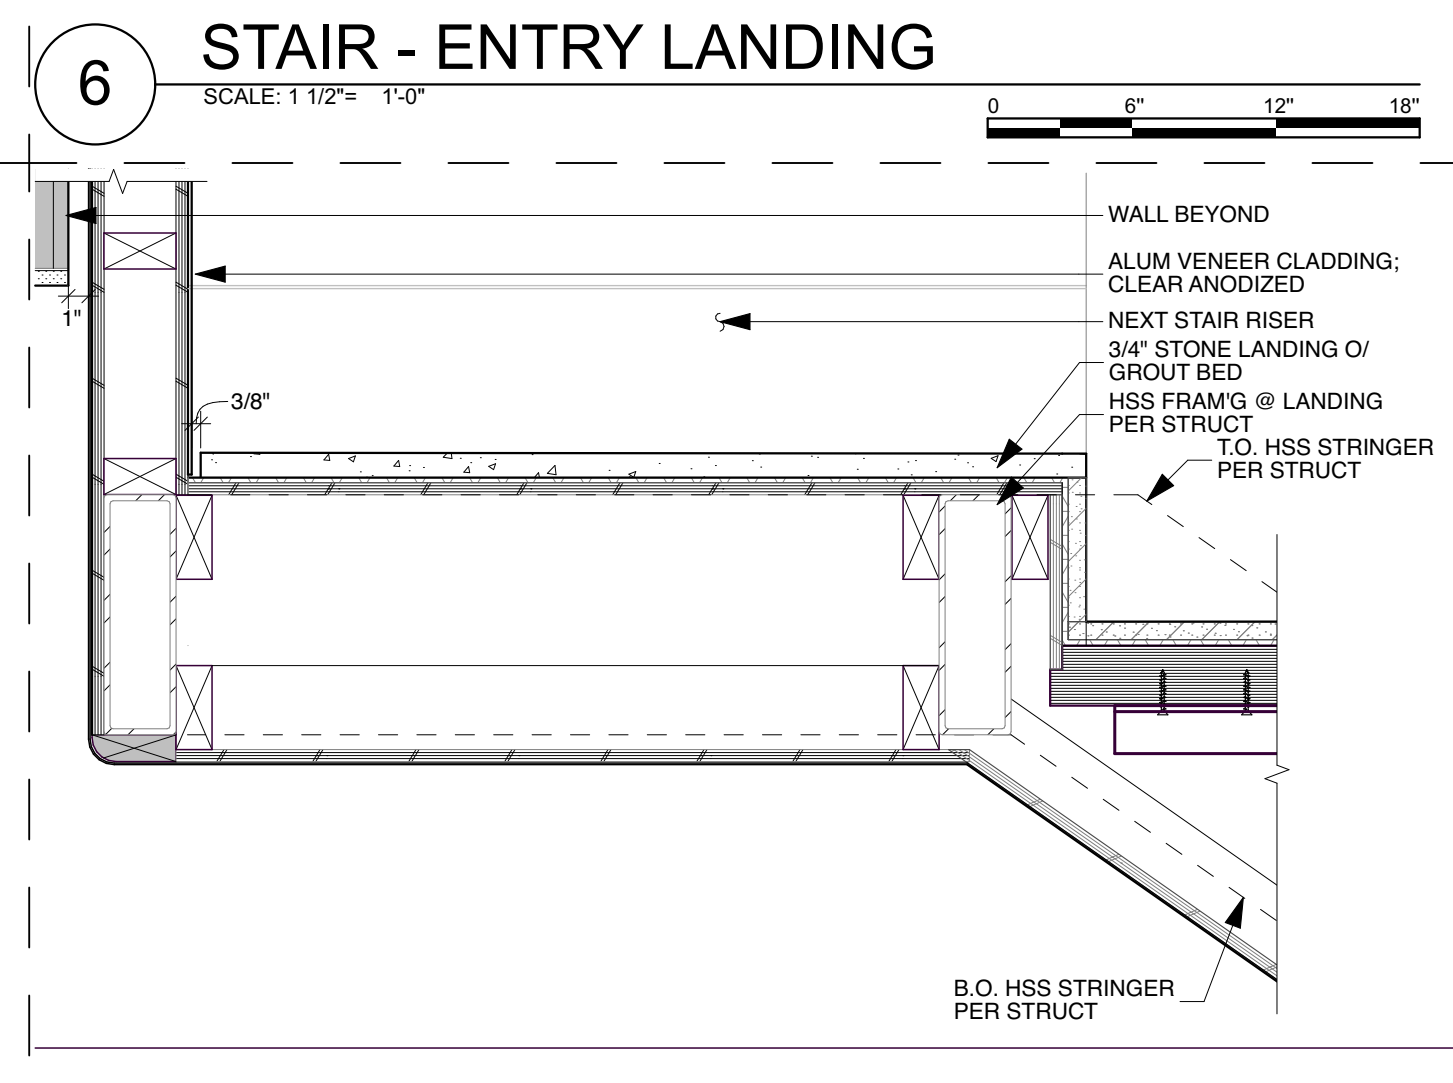 6
STAIR - ENTRY LANDING
SCALE: 1 1/2"= 1'-0"
0 6" 12" 18"
WALL BEYOND
ALUM VENEER CLADDING;
CLEAR ANODIZED
1"
NEXT STAIR RISER
3/4" STONE LANDING O/
GROUT BED
3/8"
HSS FRAM'G @ LANDING
PER STRUCT
T.O. HSS STRINGER
PER STRUCT
B.O. HSS STRINGER
PER STRUCT